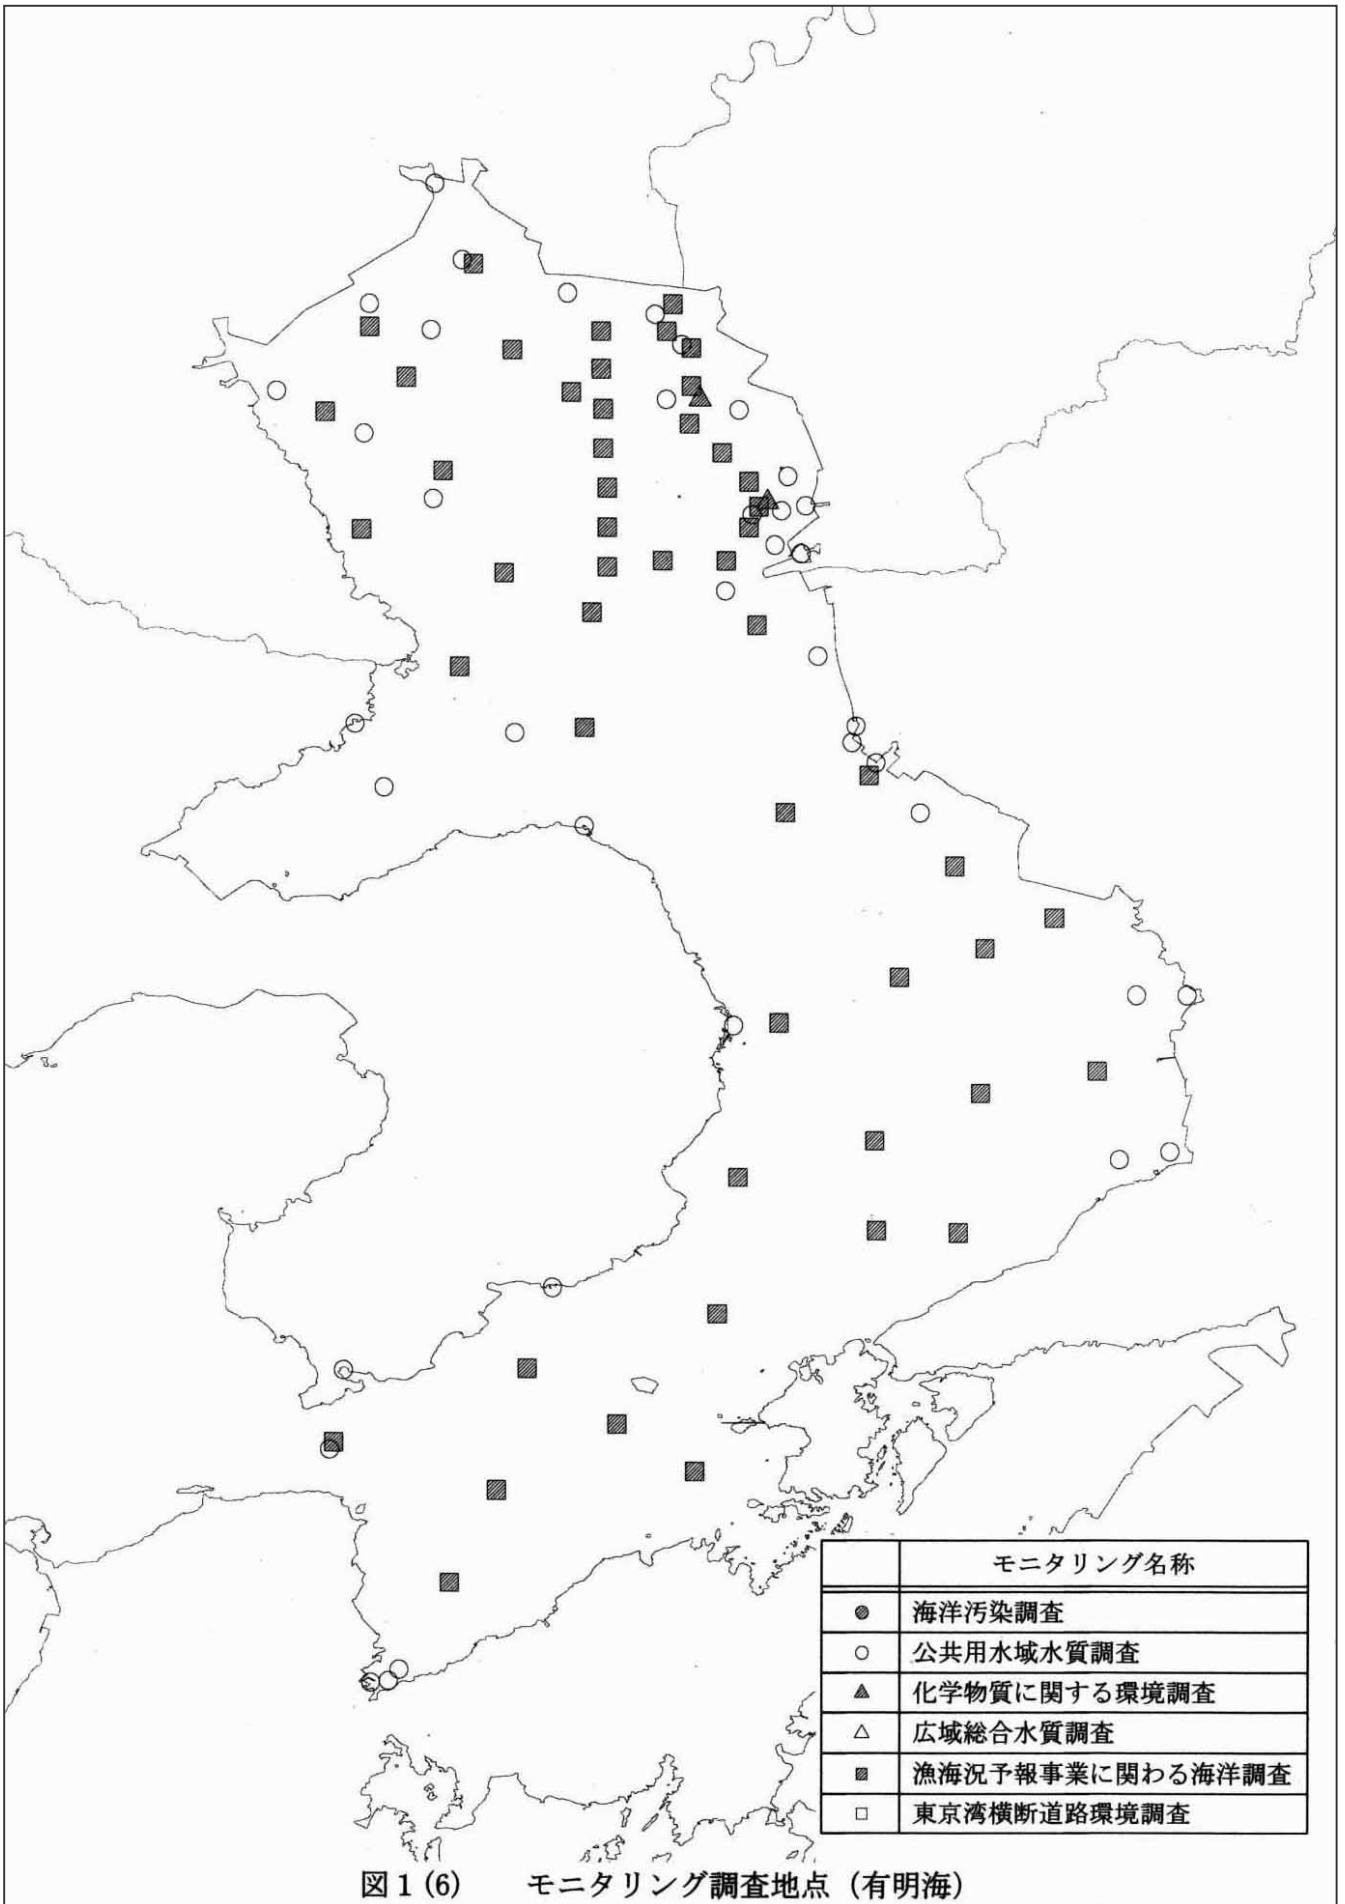 モニタリング名称
● 海洋汚染調査
○ 公共用水域水質調査
▲ 化学物質に関する環境調査
△ 広域総合水質調査
■ 漁海況予報事業に関わる海洋調査
□ 東京湾横断道路環境調査
図1(6) モニタリング調査地点（有明海）